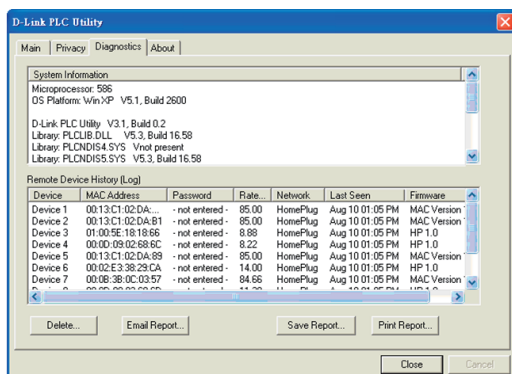 D-Link PLC Utility
Main Privacy Diagnostics About
System Information
Microprocessor: 586
OS Platform: Win XP V5.1, Build 2600
D-Link PLC Utility V3.1, Build 0.2
Library: PLCLIB.DLL V5.3, Build 16.58
Library: PLCNDIS4.SYS Vnot present
Library: PLCNDIS5.SYS V5.3, Build 16.58
Remote Device History (Log)
Device MAC Address Password Rate... Network Last Seen Firmware
Device 1 00:13:C1:02:DA:... - not entered - 85.00 HomePlug Aug 10 01:05 PM MAC Version
Device 2 00:13:C1:02:DA:B1 - not entered - 85.00 HomePlug Aug 10 01:05 PM MAC Version
Device 3 01:00:5E:18:18:66 - not entered - 8.88 HomePlug Aug 10 01:05 PM HP 1.0
Device 4 00:0D:09:02:68:6C - not entered - 8.22 HomePlug Aug 10 01:05 PM HP 1.0
Device 5 00:13:C1:02:DA:89 - not entered - 85.00 HomePlug Aug 10 01:05 PM MAC Version
Device 6 00:02:E3:38:29:CA - not entered - 14.00 HomePlug Aug 10 01:05 PM HP 1.0
Device 7 00:0B:3B:0C:03:57 - not entered - 84.66 HomePlug Aug 10 01:05 PM MAC Version
Delete... Email Report... Save Report... Print Report...
Close Cancel